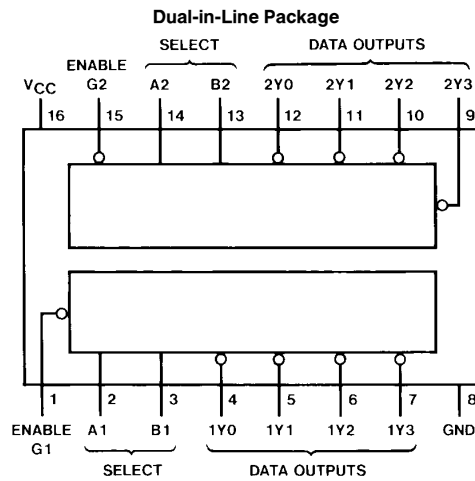 Dual-in-Line Package
SELECT DATA OUTPUTS
ENABLE
VCC G2 A2 B2 2Y0 2Y1 2Y2 2Y3
16 15 14 13 12 11 10 9
1 2 3 4 5 6 7 8
ENABLE A1 B1 1Y0 1Y1 1Y2 1Y3 GND
G1
SELECT DATA OUTPUTS